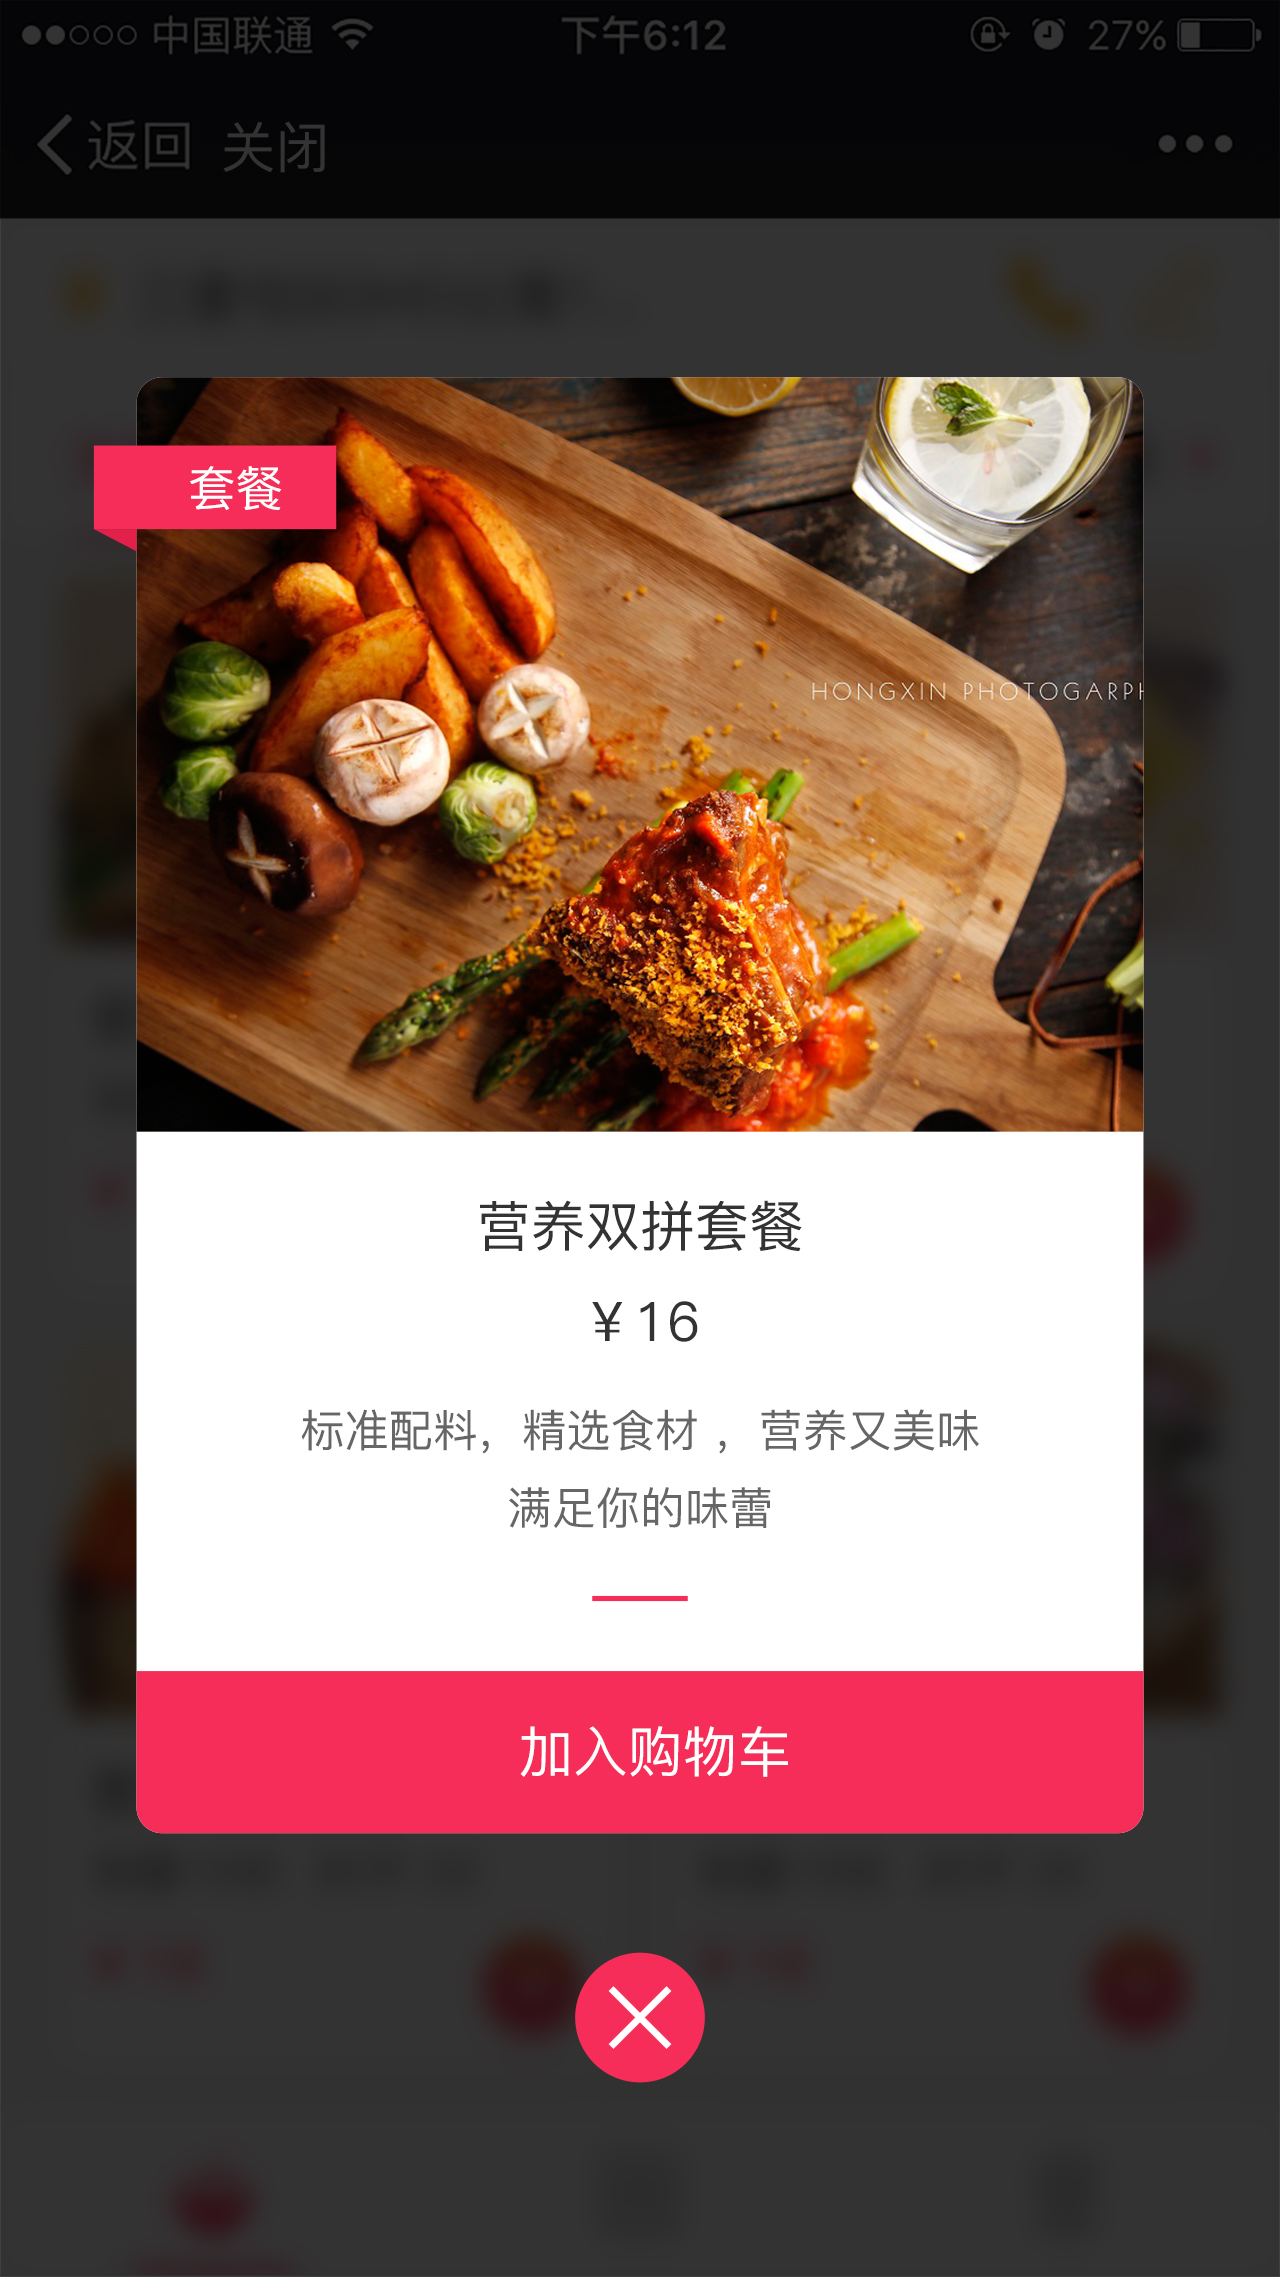 中国联通 下午6:12 27%
返回 关闭
套餐
HONGXIN PHOTOGARPH
营养双拼套餐
¥ 16
标准配料，精选食材 ，营养又美味
满足你的味蕾
加入购物车